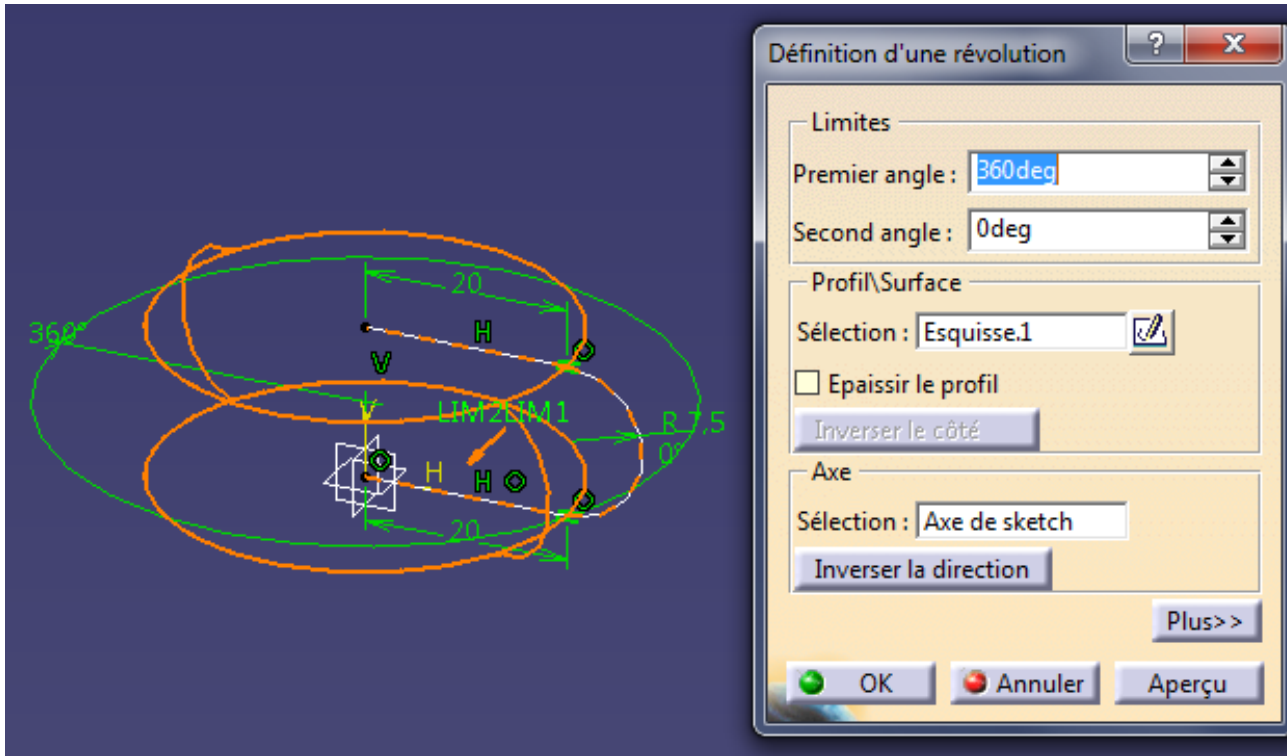 Définition d'une révolution
?
X
Limites
Premier angle : 360deg
Second angle : 0deg
Profil\Surface
Sélection : Esquisse.1
Epaissir le profil
Inverser le côté
Axe
Sélection : Axe de sketch
Inverser la direction
Plus>>
OK Annuler Aperçu
20
360°
H
V
V
LIM2LIM1
R 7,5
0°
H
H
20